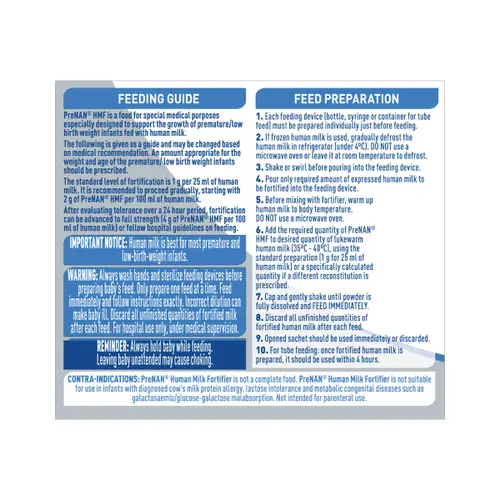 FEEDING GUIDE
PreNAN® HMF is a food for special medical purposes
especially designed to support the growth of premature/low
birth weight infants fed with human milk.
The following is given as a guide and may be changed based
on medical recommendation. An amount appropriate for the
weight and age of the premature/ low birth weight infants
should be prescribed.
The standard level of fortification is 1 g per 25 ml of human
milk. It is recommended to proceed gradually, starting with
2 g of PreNAN® HMF per 100 ml of human milk.
After evaluating tolerance over a 24 hour period, fortification
can be advanced to full strength (4 g of PreNAN® HMF per 100
ml of human milk) or follow hospital guidelines on feeding.
IMPORTANT NOTICE: Human milk is best for most premature and
low-birth-weight infants.
WARNING: Always wash hands and sterilize feeding devices before
preparing baby's feed. Only prepare one feed at a time. Feed
immediately and follow instructions exactly. Incorrect dilution can
make baby ill. Discard all unfinished quantities of fortified milk
after each feed. For hospital use only, under medical supervision.
REMINDER: Always hold baby while feeding.
Leaving baby unattended may cause choking.
FEED PREPARATION
1. Each feeding device (bottle, syringe or container for tube
feed) must be prepared individually just before feeding.
2. If frozen human milk is used, gradually defrost the
human milk in refrigerator (under 4ºC). DO NOT use a
microwave oven or leave it at room temperature to defrost.
3. Shake or swirl before pouring into the feeding device.
4. Pour only required amount of expressed human milk to
be fortified into the feeding device.
5. Before mixing with fortifier, warm up
human milk to body temperature.
DO NOT use a microwave oven.
6. Add the required quantity of PreNAN®
HMF to desired quantity of lukewarm
human milk (35ºC - 40ºC), using the
standard preparation (1 g for 25 ml of
human milk) or a specifically calculated
quantity if a different reconstitution is
prescribed.
7. Cap and gently shake until powder is
fully dissolved and FEED IMMEDIATELY.
8. Discard all unfinished quantities of
fortified human milk after each feed.
9. Opened sachet should be used immediately or discarded.
10. For tube feeding: once fortified human milk is
prepared, it should be used within 4 hours.
CONTRA-INDICATIONS: PreNAN® Human Milk Fortifier is not a complete food. PreNAN® Human Milk Fortifier is not suitable
for use in infants with diagnosed cow's milk protein allergy, lactose intolerance and metabolic congenital diseases such as
galactosaemia/glucose-galactose malabsorption. Not intended for parenteral use.